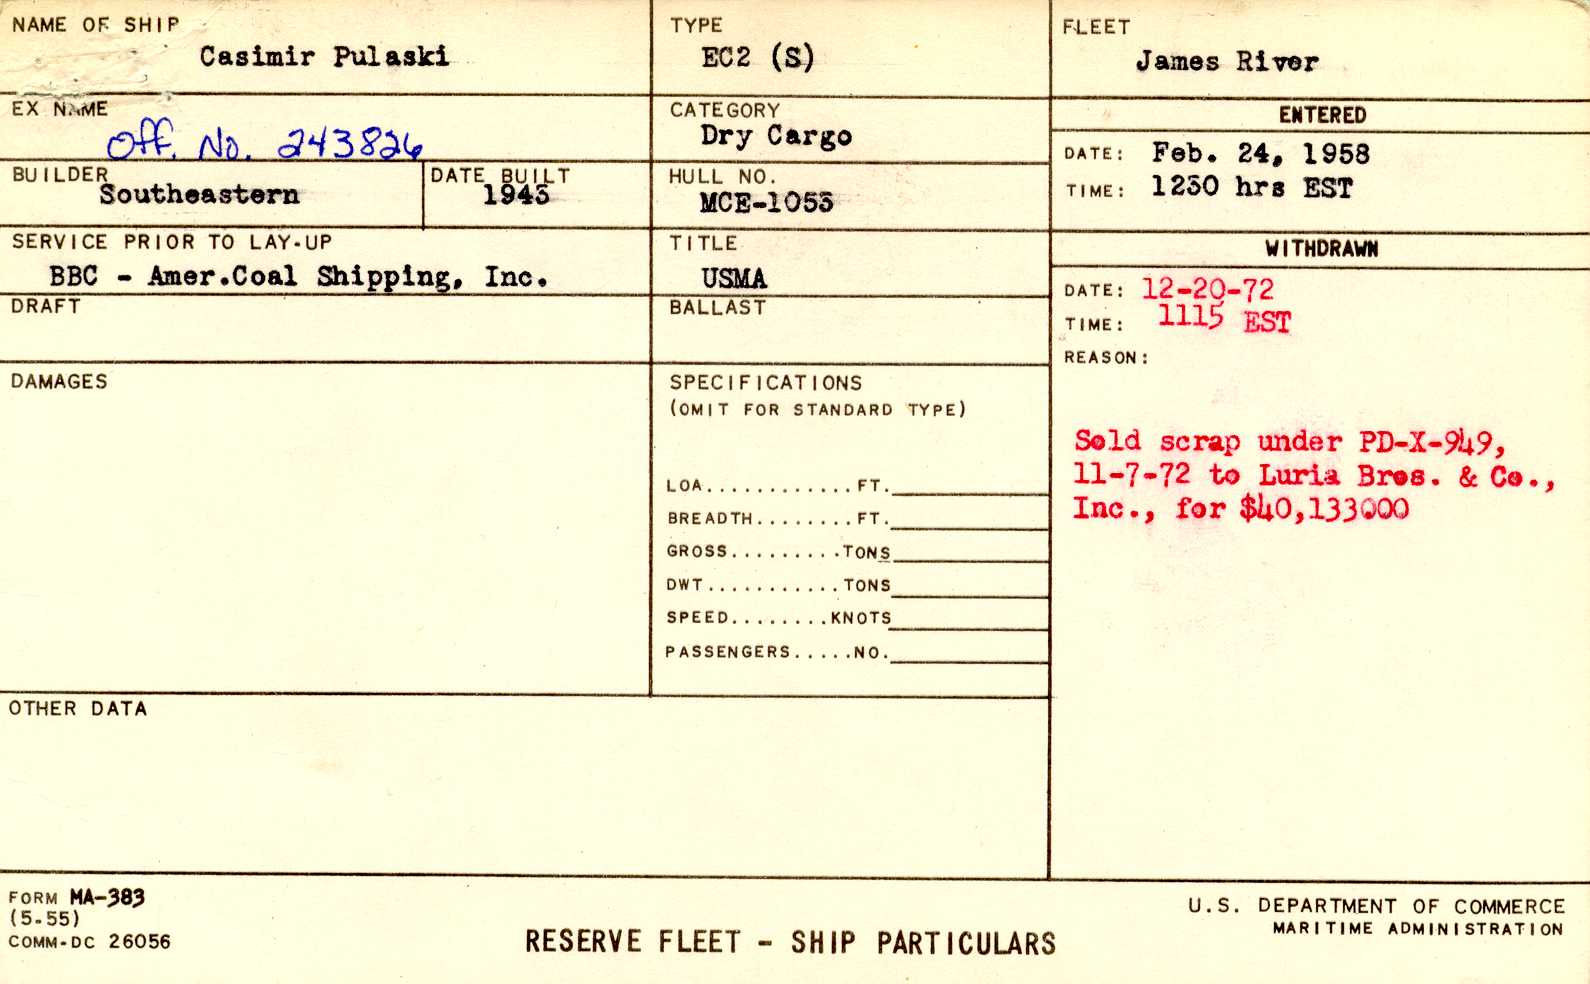 NAME OF SHIP
Casimir Pulaski
EX NAME
Off. No. 243826
BUILDER
Southeastern
DATE BUILT
1943
SERVICE PRIOR TO LAY-UP
BBC - Amer.Coal Shipping, Inc.
DRAFT
DAMAGES
OTHER DATA
TYPE
EC2 (S)
CATEGORY
Dry Cargo
HULL NO.
MCE-1053
TITLE
USMA
BALLAST
SPECIFICATIONS
(OMIT FOR STANDARD TYPE)
LOA............FT.
BREADTH........FT.
GROSS.........TONS
DWT...........TONS
SPEED........KNOTS
PASSENGERS.....NO.
FLEET
James River
ENTERED
DATE: Feb. 24, 1958
TIME: 1230 hrs EST
WITHDRAWN
DATE: 12-20-72
TIME: 1115 EST
REASON:
Sold scrap under PD-X-949,
11-7-72 to Luria Bros. & Co.,
Inc., for $40,133000
FORM MA-383
(5-55)
COMM-DC 26056
RESERVE FLEET - SHIP PARTICULARS
U.S. DEPARTMENT OF COMMERCE
MARITIME ADMINISTRATION